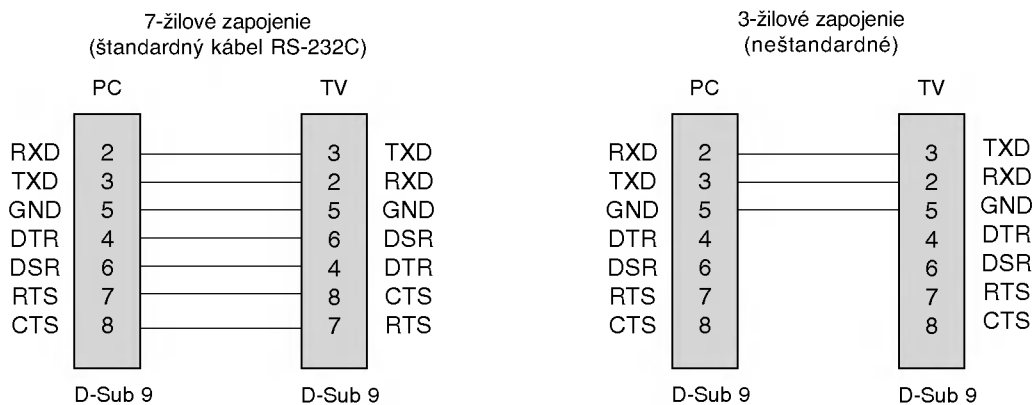 7-žilové zapojenie
(štandardný kábel RS-232C)
PC TV
RXD 2 3 TXD
TXD 3 2 RXD
GND 5 5 GND
DTR 4 6 DSR
DSR 6 4 DTR
RTS 7 8 CTS
CTS 8 7 RTS
D-Sub 9 D-Sub 9
3-žilové zapojenie
(neštandardné)
PC TV
RXD 2 3 TXD
TXD 3 2 RXD
GND 5 5 GND
DTR 4 4 DTR
DSR 6 6 DSR
RTS 7 7 RTS
CTS 8 8 CTS
D-Sub 9 D-Sub 9